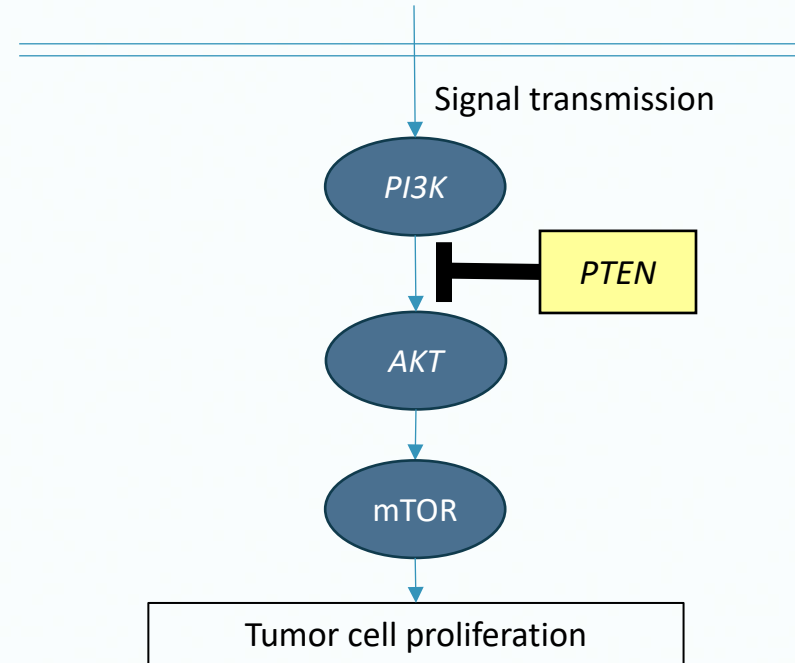 Signal transmission
PI3K
PTEN
AKT
mTOR
Tumor cell proliferation